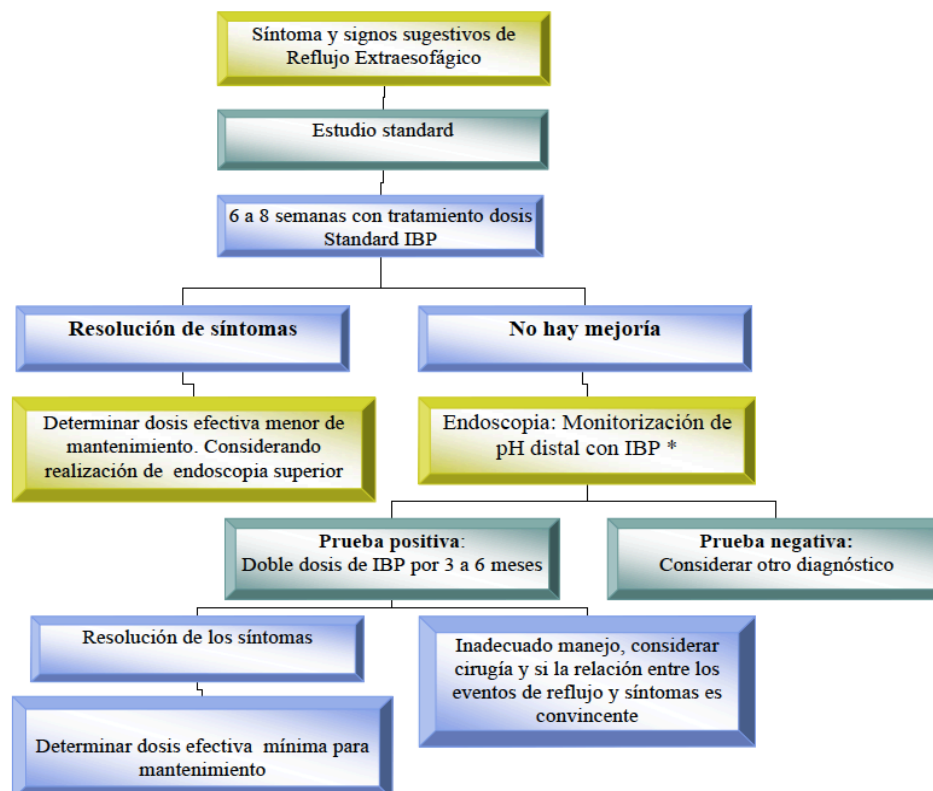 Síntoma y signos sugestivos de
Reflujo Extraesofágico
Estudio standard
6 a 8 semanas con tratamiento dosis
Standard IBP
Resolución de síntomas
No hay mejoría
Determinar dosis efectiva menor de
mantenimiento. Considerando
realización de endoscopia superior
Endoscopia: Monitorización de
pH distal con IBP *
Prueba positiva:
Doble dosis de IBP por 3 a 6 meses
Prueba negativa:
Considerar otro diagnóstico
Resolución de los síntomas
Inadecuado manejo, considerar
cirugía y si la relación entre los
eventos de reflujo y síntomas es
convincente
Determinar dosis efectiva mínima para
mantenimiento